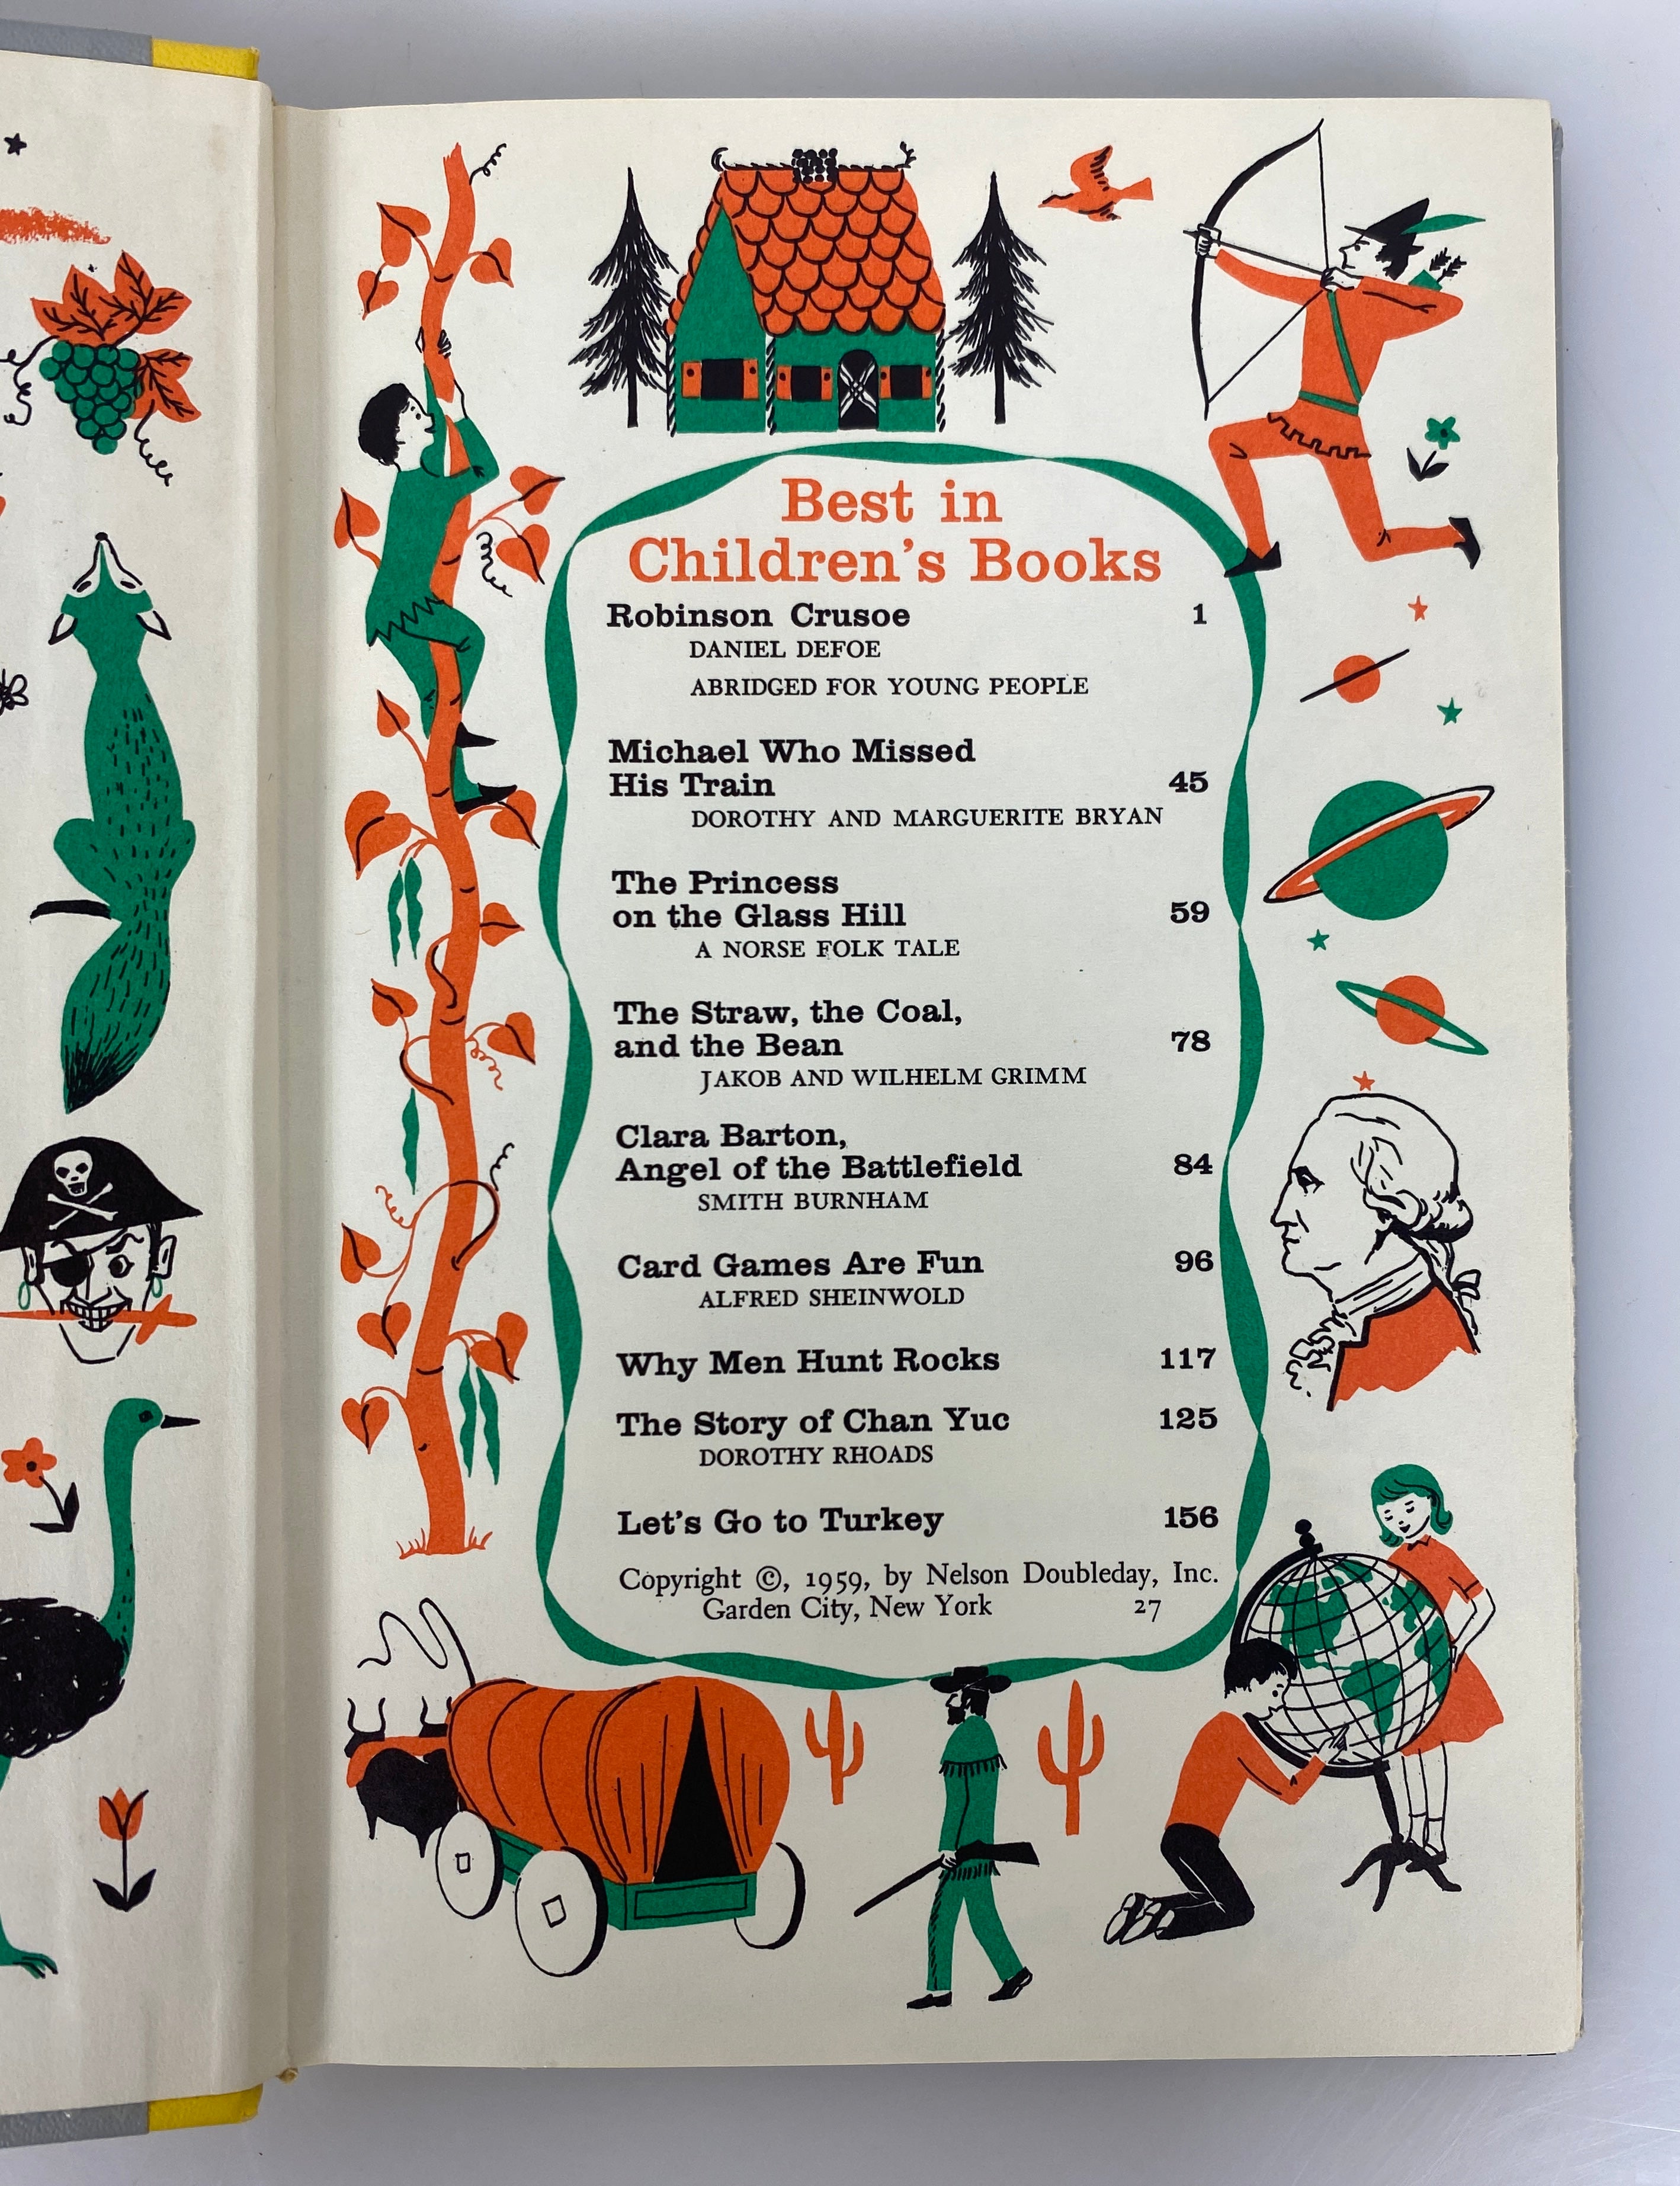 Best in
Children's Books
Robinson Crusoe 1
DANIEL DEFOE
ABRIDGED FOR YOUNG PEOPLE
Michael Who Missed
His Train 45
DOROTHY AND MARGUERITE BRYAN
The Princess
on the Glass Hill 59
A NORSE FOLK TALE
The Straw, the Coal,
and the Bean 78
JAKOB AND WILHELM GRIMM
Clara Barton,
Angel of the Battlefield 84
SMITH BURNHAM
Card Games Are Fun 96
ALFRED SHEINWOLD
Why Men Hunt Rocks 117
The Story of Chan Yuc 125
DOROTHY RHOADS
Let's Go to Turkey 156
Copyright ©, 1959, by Nelson Doubleday, Inc.
Garden City, New York 27